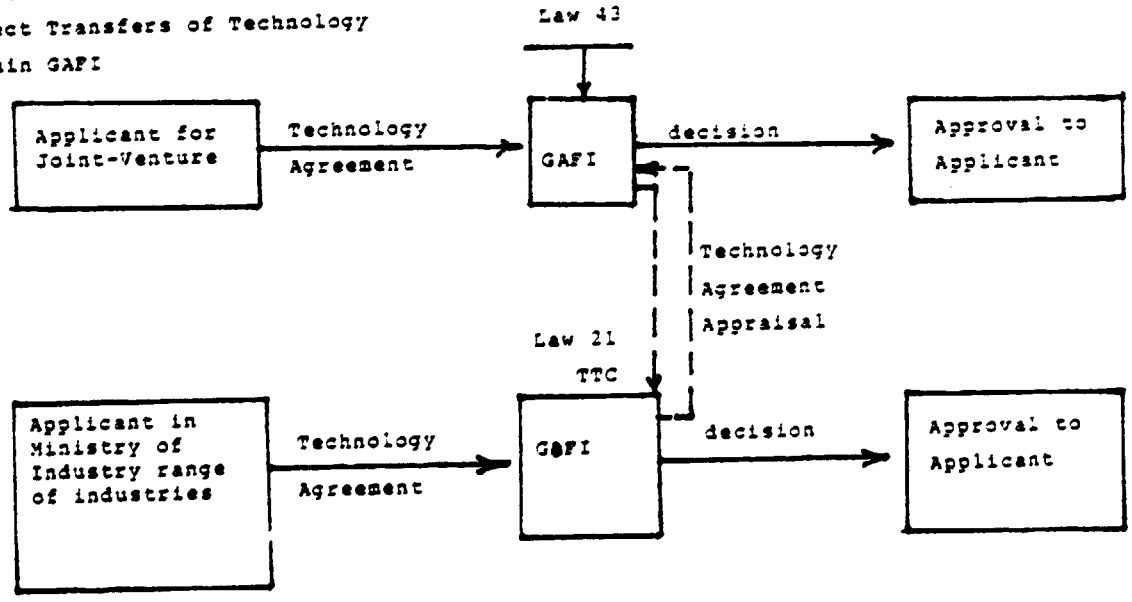 ect Transfers of Technology
in GAFI
Law 43
Applicant for
Joint-Venture
Technology
Agreement
GAFI
decision
Approval to
Applicant
Technology
Agreement
Appraisal
Law 21
TTC
Applicant in
Ministry of
Industry range
of industries
Technology
Agreement
GOFI
decision
Approval to
Applicant